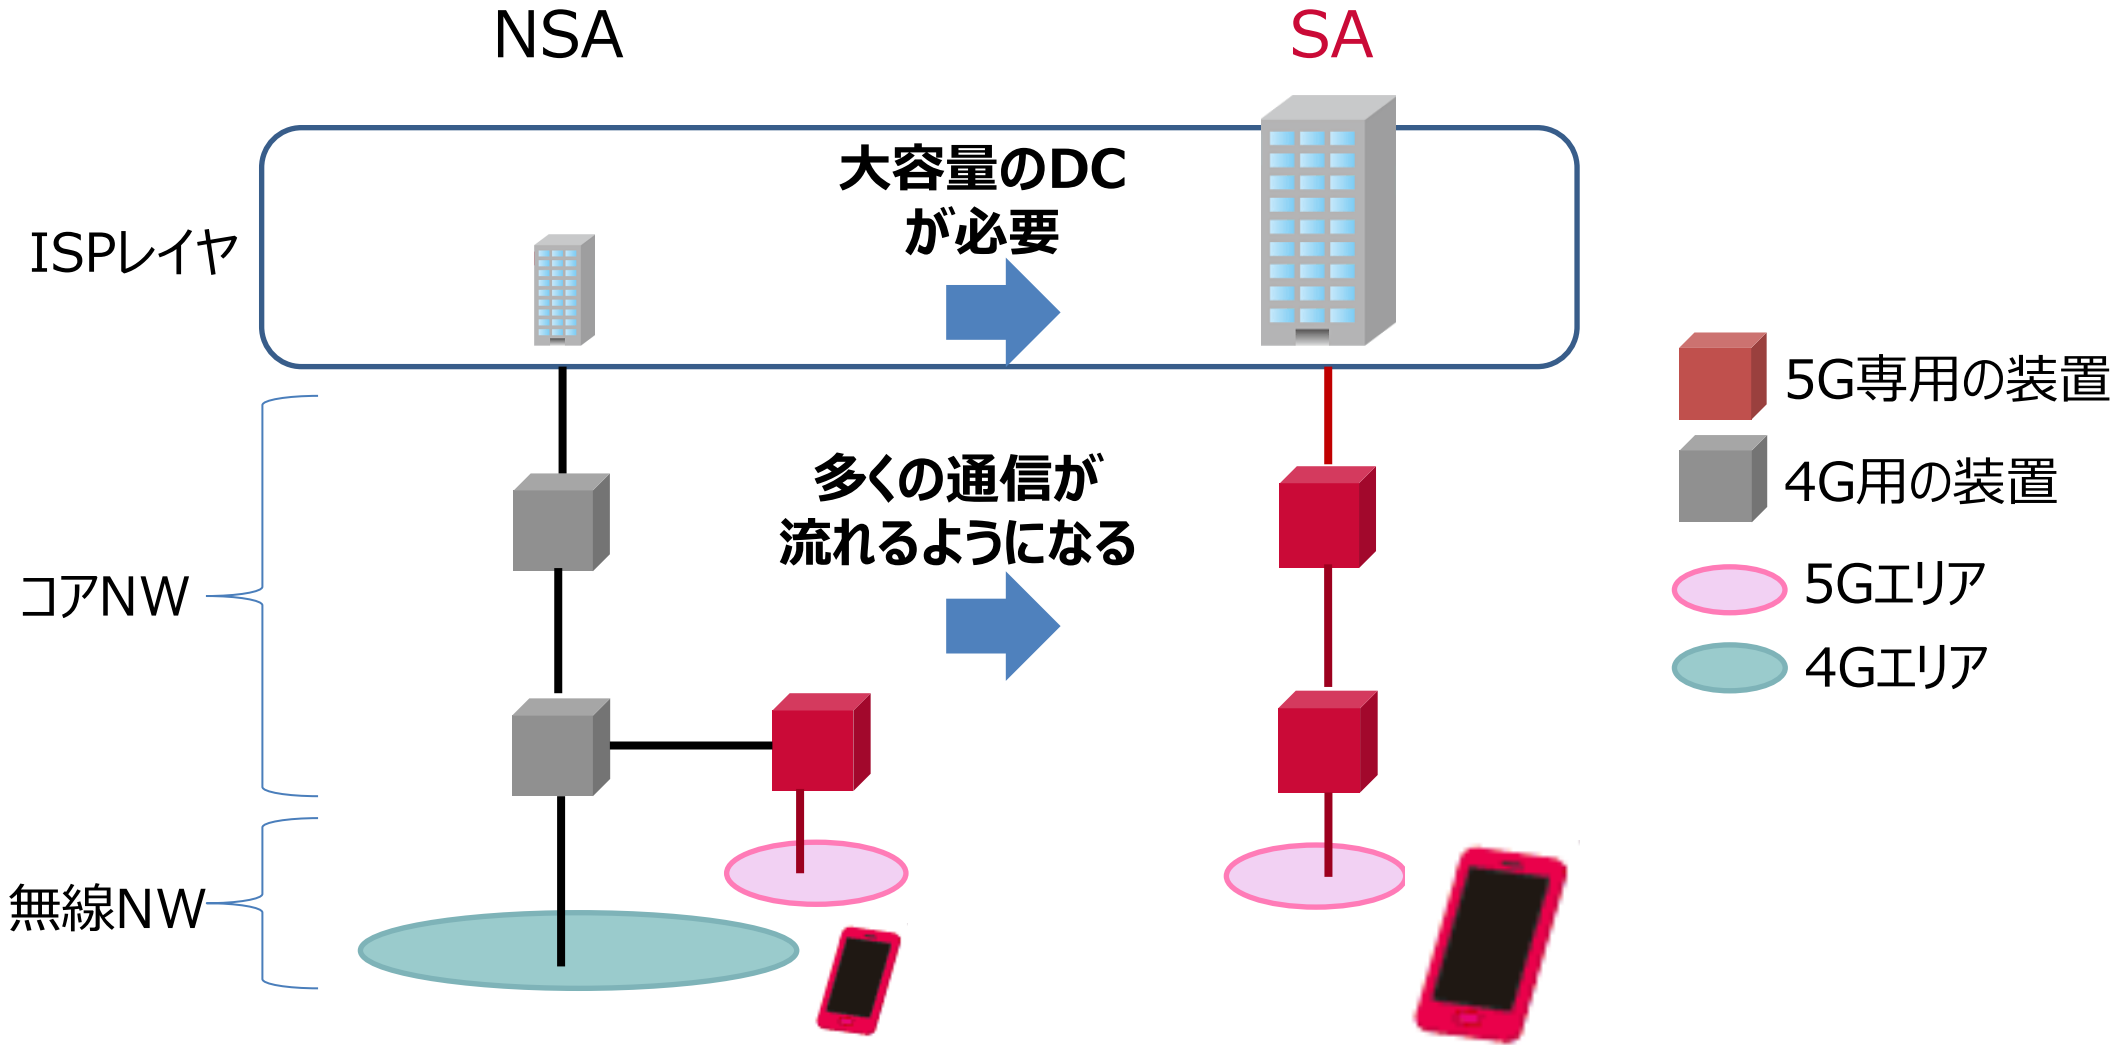 NSA
SA
大容量のDC
が必要
ISPレイヤ
多くの通信が
流れるようになる
コアNW
無線NW
5G専用の装置
4G用の装置
5Gエリア
4Gエリア